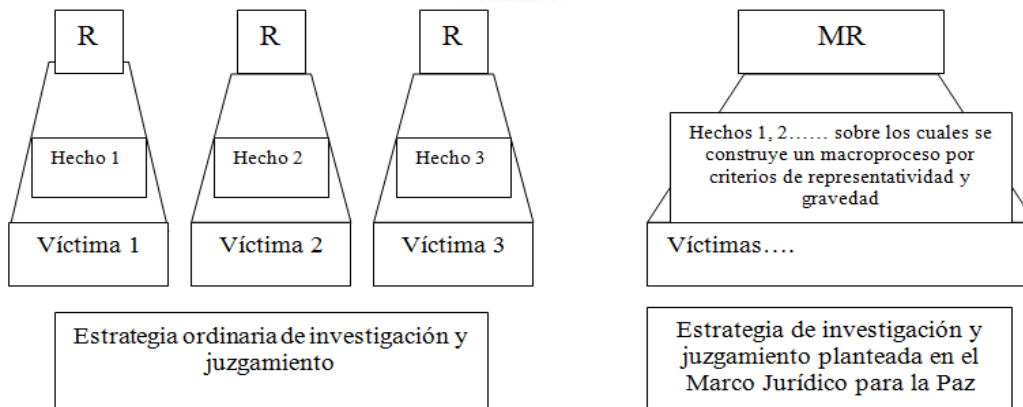 R
R
R
MR
Hecho 1
Hecho 2
Hecho 3
Hechos 1, 2…… sobre los cuales se
construye un macroproceso por
criterios de representatividad y
gravedad
Víctima 1
Víctima 2
Víctima 3
Víctimas….
Estrategia ordinaria de investigación y
juzgamiento
Estrategia de investigación y
juzgamiento planteada en el
Marco Jurídico para la Paz